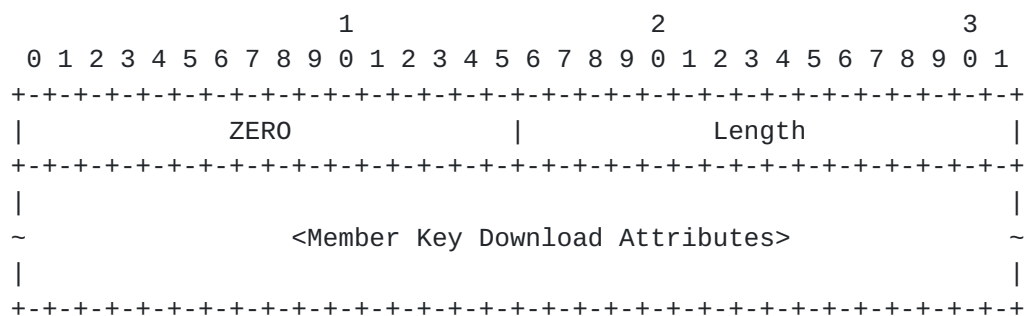 1                   2                   3
 0 1 2 3 4 5 6 7 8 9 0 1 2 3 4 5 6 7 8 9 0 1 2 3 4 5 6 7 8 9 0 1
+-+-+-+-+-+-+-+-+-+-+-+-+-+-+-+-+-+-+-+-+-+-+-+-+-+-+-+-+-+-+-+-+
|             ZERO              |            Length             |
+-+-+-+-+-+-+-+-+-+-+-+-+-+-+-+-+-+-+-+-+-+-+-+-+-+-+-+-+-+-+-+-+
|                                                               |
~                 <Member Key Download Attributes>              ~
|                                                               |
+-+-+-+-+-+-+-+-+-+-+-+-+-+-+-+-+-+-+-+-+-+-+-+-+-+-+-+-+-+-+-+-+